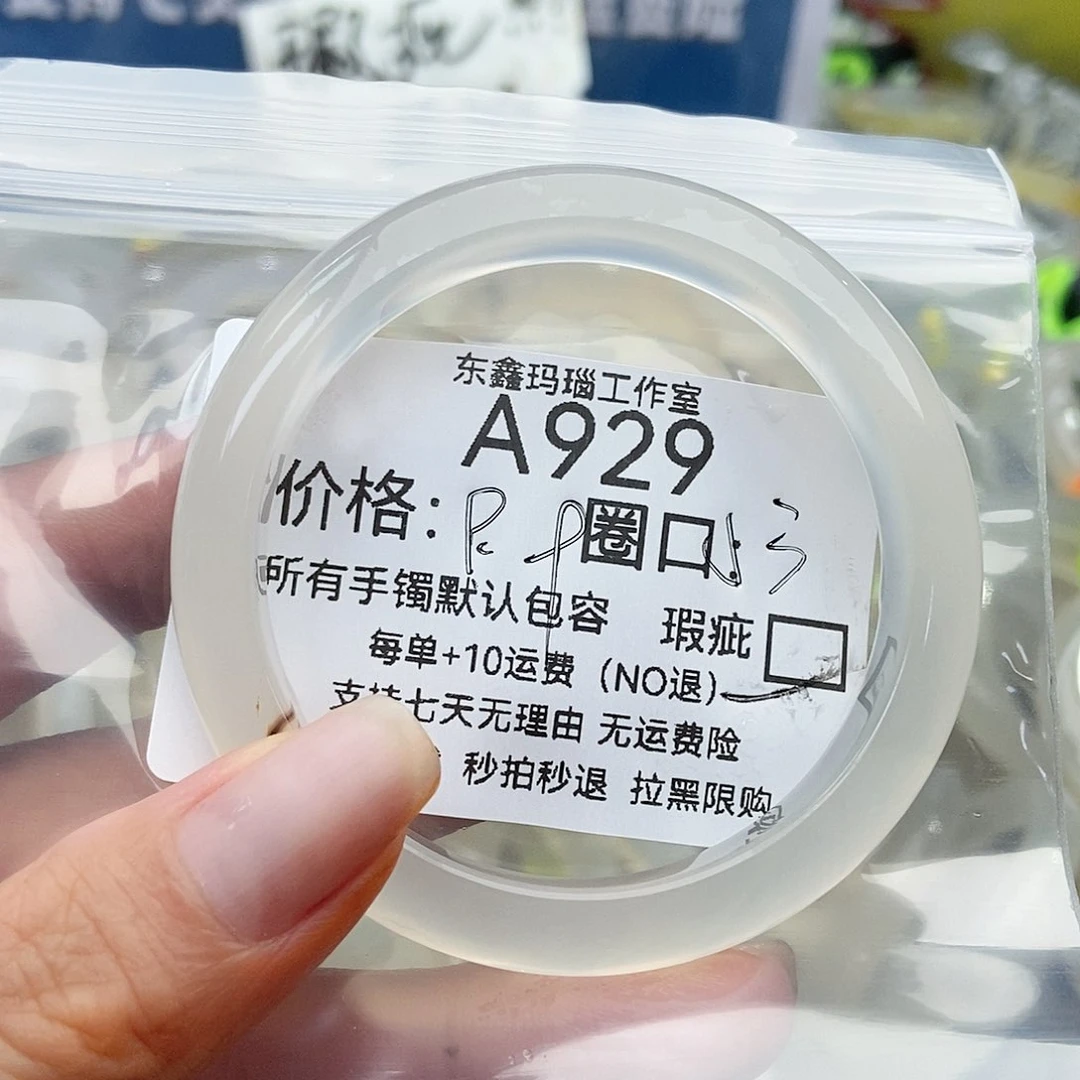 东鑫玛瑙工作室
A929
价格: 圈口:
所有手镯默认包容 瑕疵
每单+10运费 (NO退)
支持七天无理由 无运费险
秒拍秒退 拉黑限购